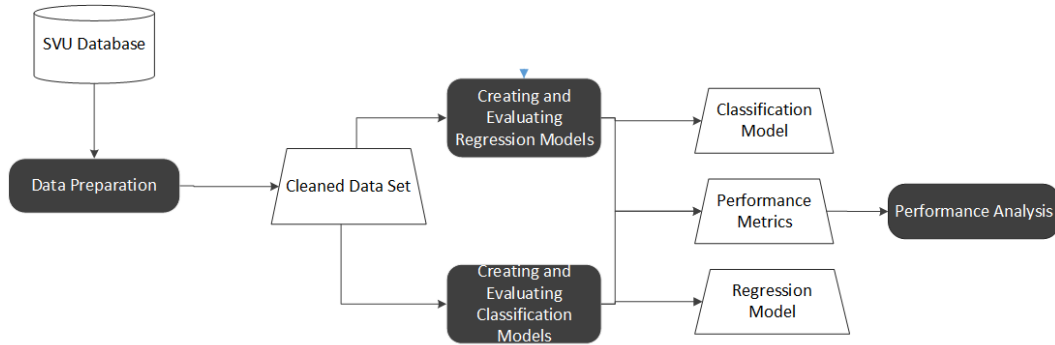 SVU Database
Data Preparation
Cleaned Data Set
Creating and
Evaluating
Regression Models
Creating and
Evaluating
Classification
Models
Classification
Model
Performance
Metrics
Regression
Model
Performance Analysis